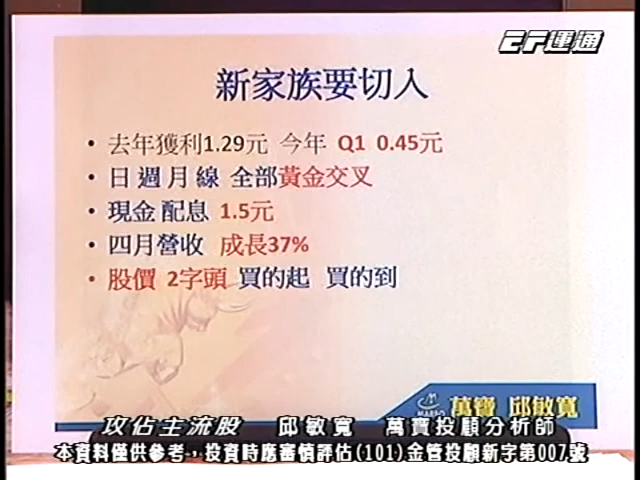 EF運通
新家族要切入
• 去年獲利1.29元 今年 Q1 0.45元
• 日 週 月 線 全部黃金交叉
• 現金 配息 1.5元
• 四月營收 成長37%
• 股價 2字頭 買的起 買的到
萬寶 邱敏寬
攻佔主流股 邱敏寬 萬寶投顧分析師
本資料僅供參考,投資時應審慎評估(101)金管投顧新字第007號